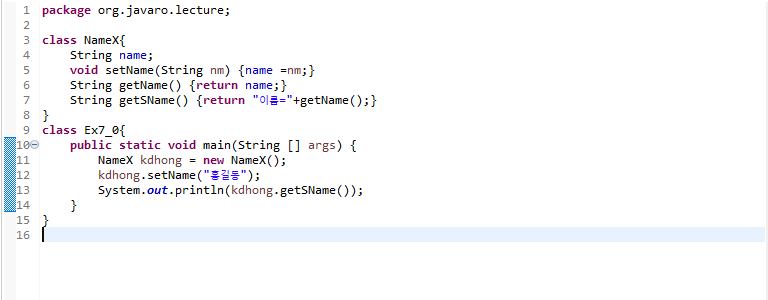 1 package org.javaro.lecture;
2
3 class NameX{
4     String name;
5     void setName(String nm) {name =nm;}
6     String getName() {return name;}
7     String getSName() {return "이름="+getName();}
8 }
9 class Ex7_0{
10     public static void main(String [] args) {
11         NameX kdhong = new NameX();
12         kdhong.setName("홍길동");
13         System.out.println(kdhong.getSName());
14     }
15 }
16